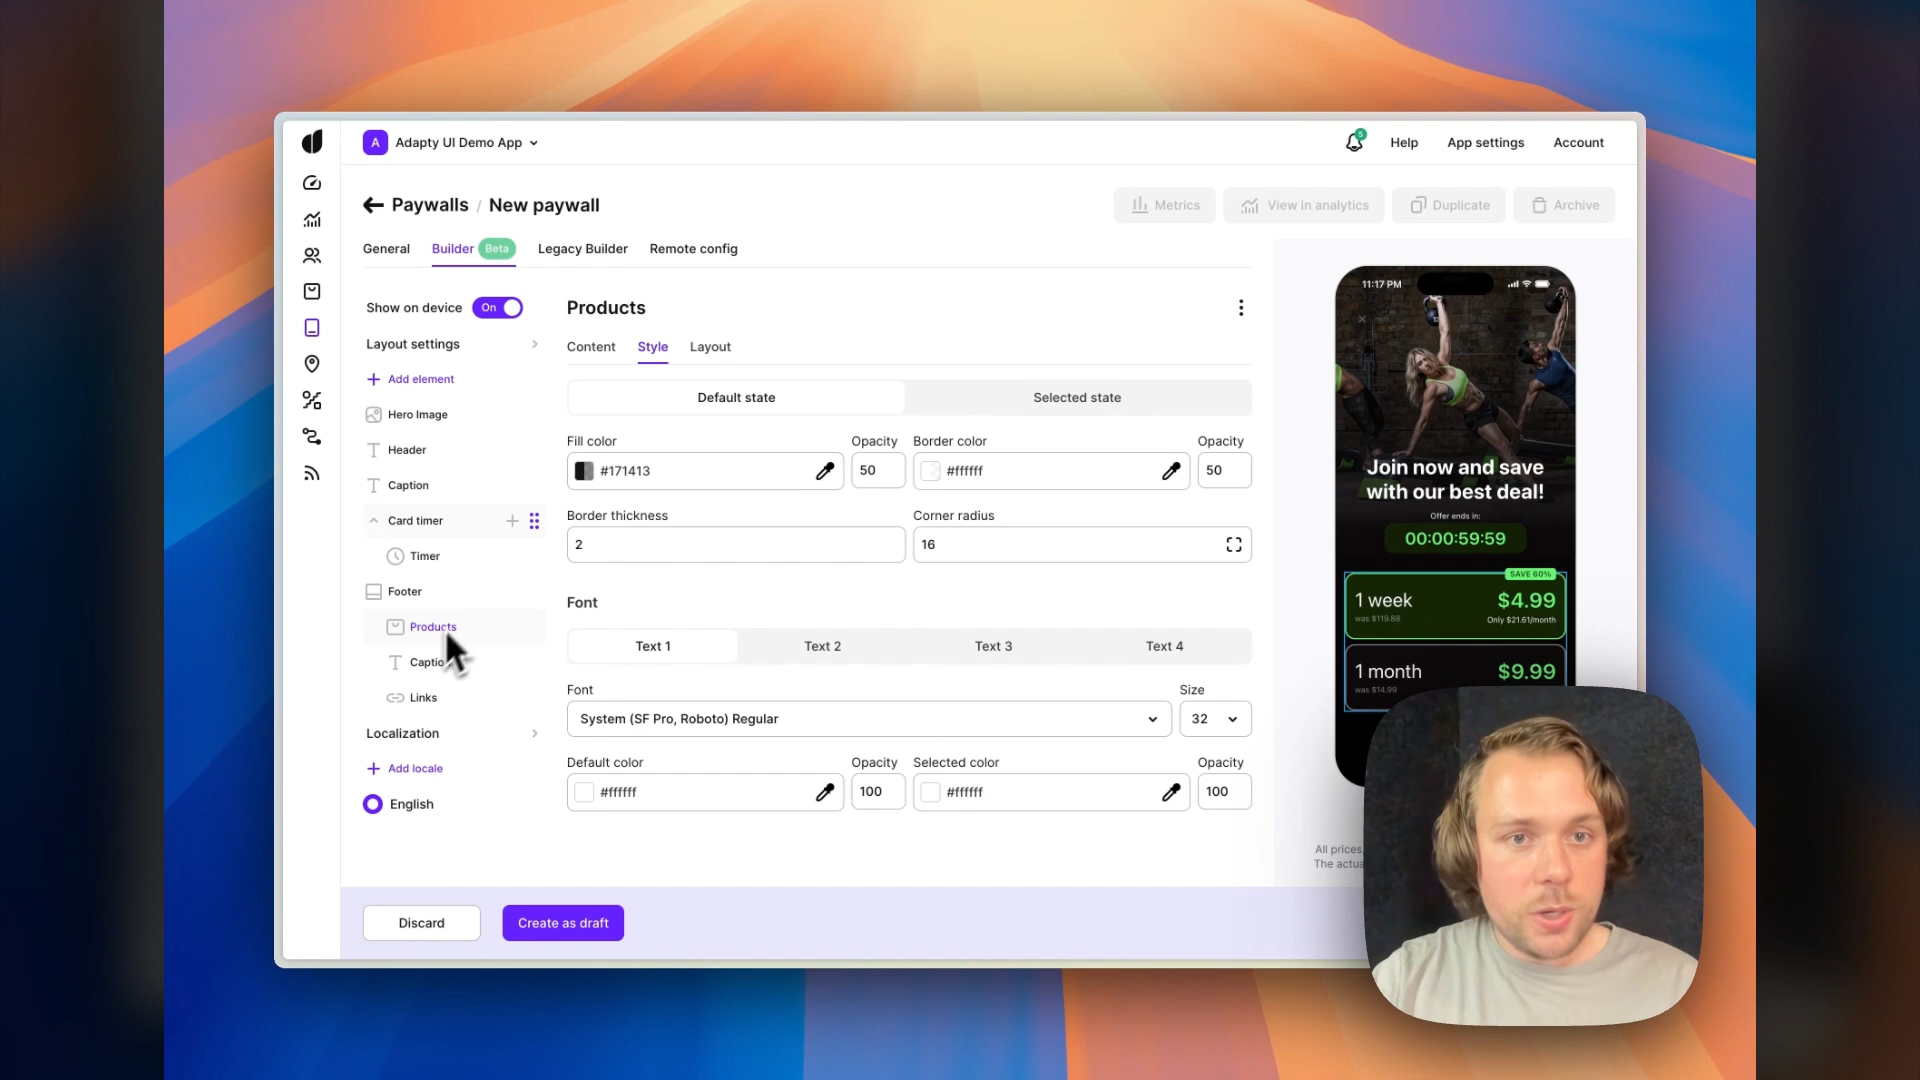 A Adapty UI Demo App
5
Help
App settings
Account
Paywalls / New paywall
Metrics
View in analytics
Duplicate
Archive
General
Builder Beta
Legacy Builder
Remote config
Show on device On
Layout settings
Add element
Hero Image
Header
Caption
Card timer
Timer
Footer
Products
Captio
Links
Localization
Add locale
English
Products
Content
Style
Layout
Default state
Selected state
Fill color
Opacity
Border color
Opacity
#171413
50
#ffffff
50
Border thickness
Corner radius
2
16
Font
Text 1
Text 2
Text 3
Text 4
Font
Size
System (SF Pro, Roboto) Regular
32
Default color
Opacity
Selected color
Opacity
#ffffff
100
#ffffff
100
Discard
Create as draft
11:17 PM
Join now and save
with our best deal!
Offer ends in:
00:00:59:59
SAVE 60%
1 week
$4.99
was $119.88
Only $21.61/month
1 month
$9.99
was $14.99
All prices
The actua